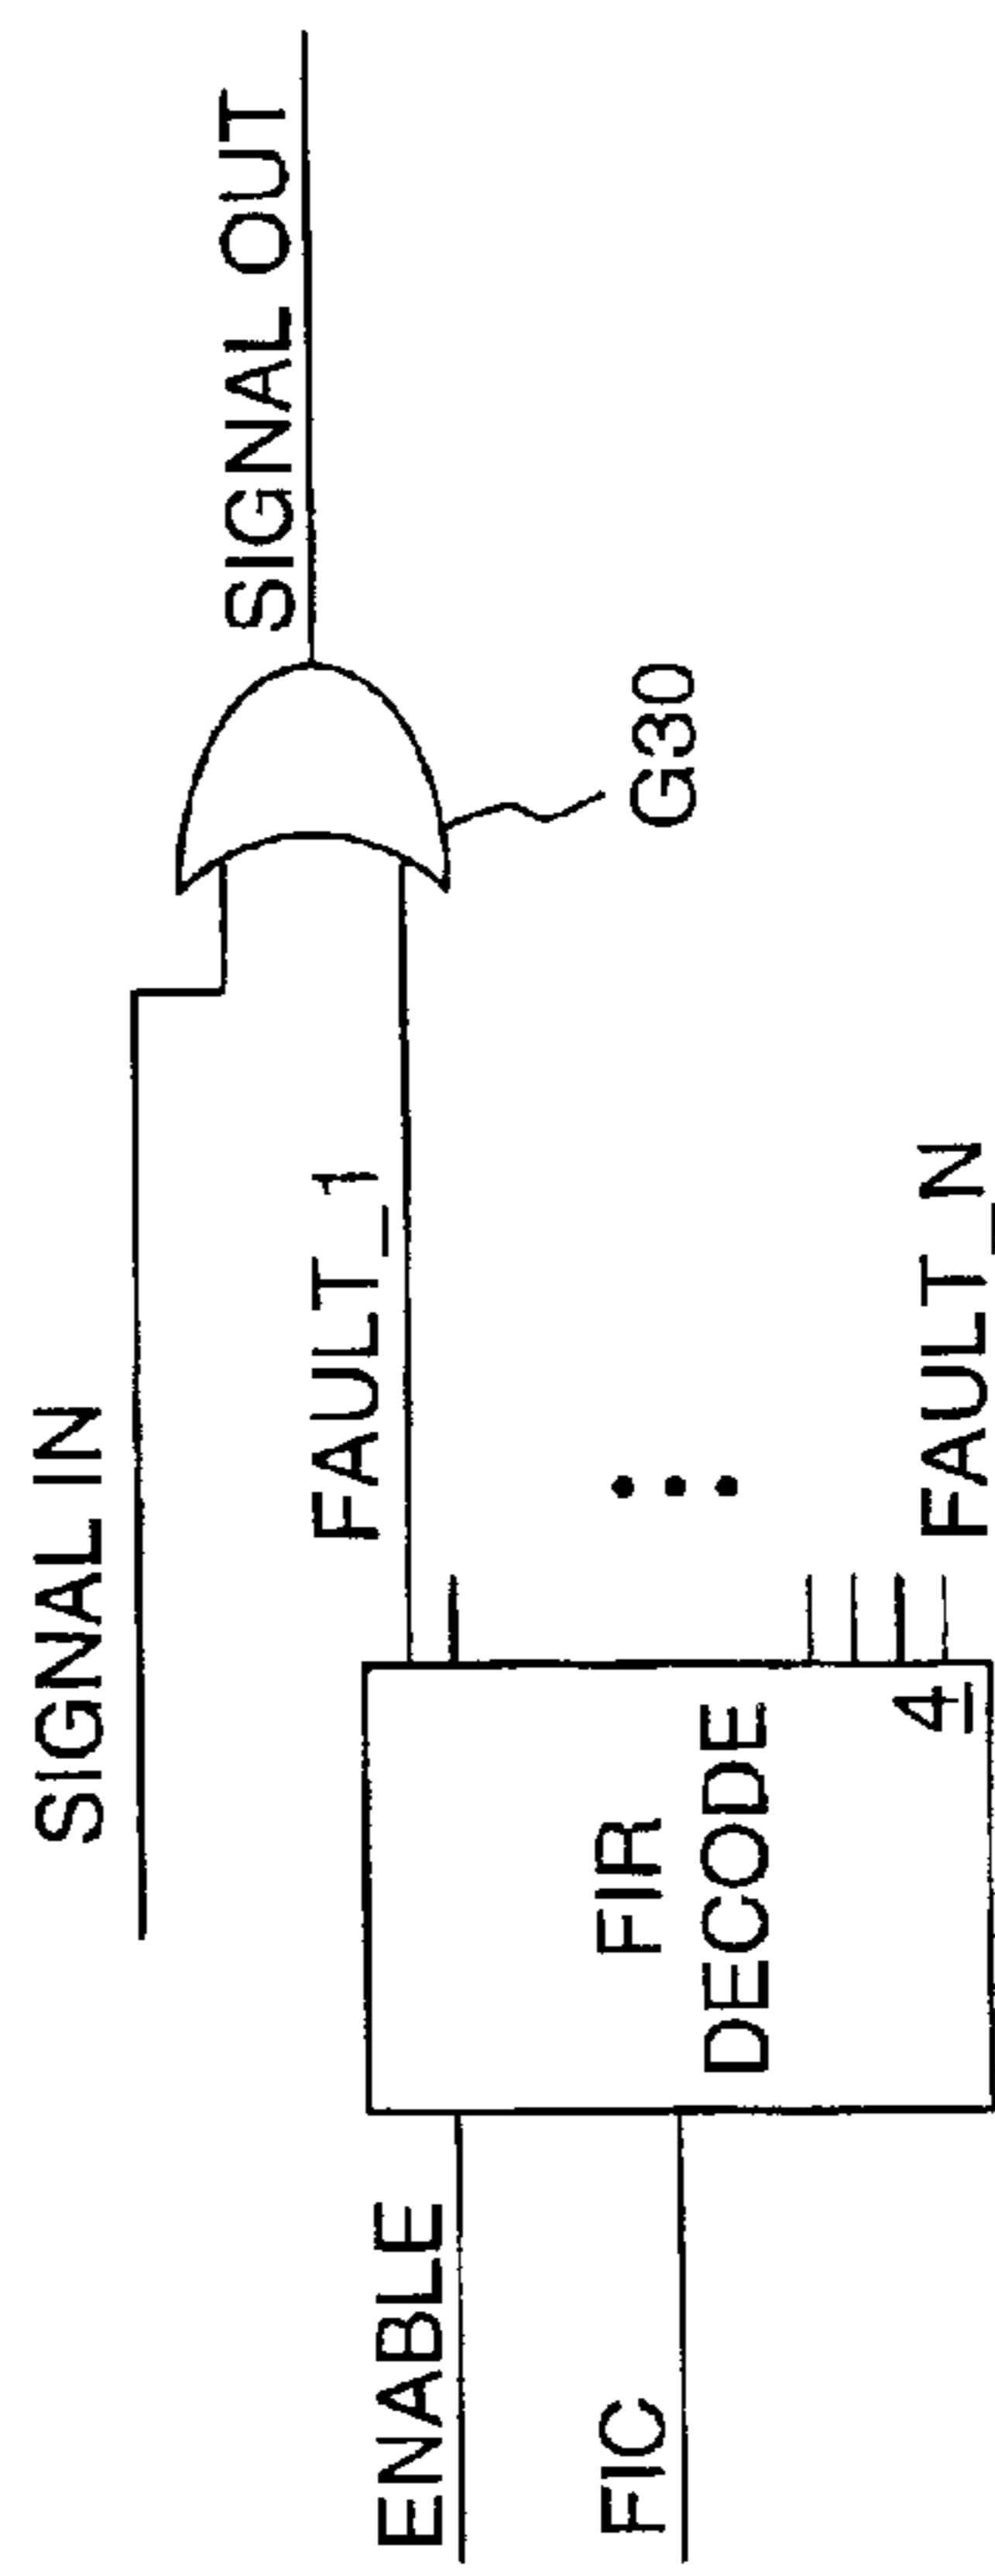 SIGNAL IN
SIGNAL OUT
FAULT_1
G30
ENABLE
FIC
FIR
DECODE
4
FAULT_N